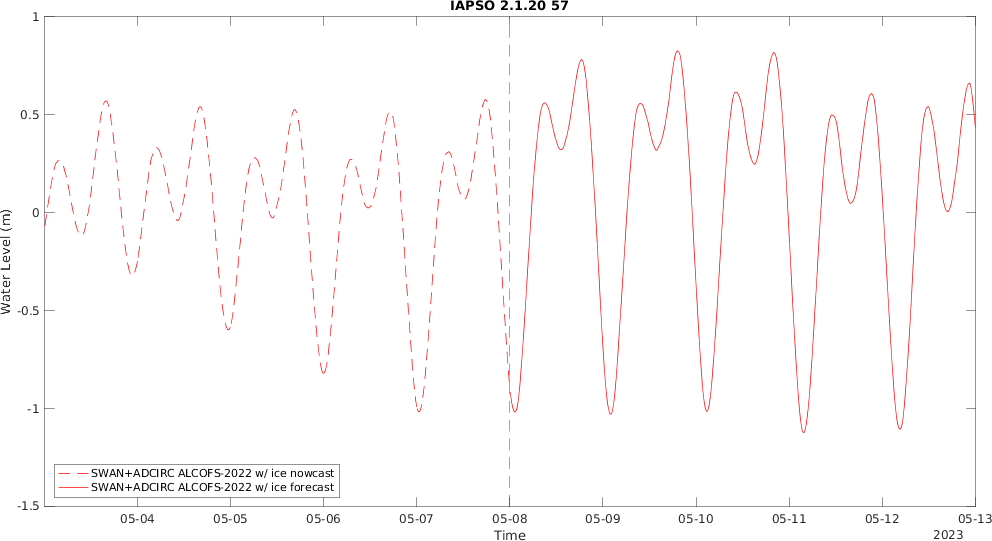 IAPSO 2.1.20 57
Water Level (m)
1
0.5
0
-0.5
-1
-1.5
SWAN+ADCIRC ALCOFS-2022 w/ ice nowcast
SWAN+ADCIRC ALCOFS-2022 w/ ice forecast
05-04 05-05 05-06 05-07 05-08 05-09 05-10 05-11 05-12 05-13
Time
2023